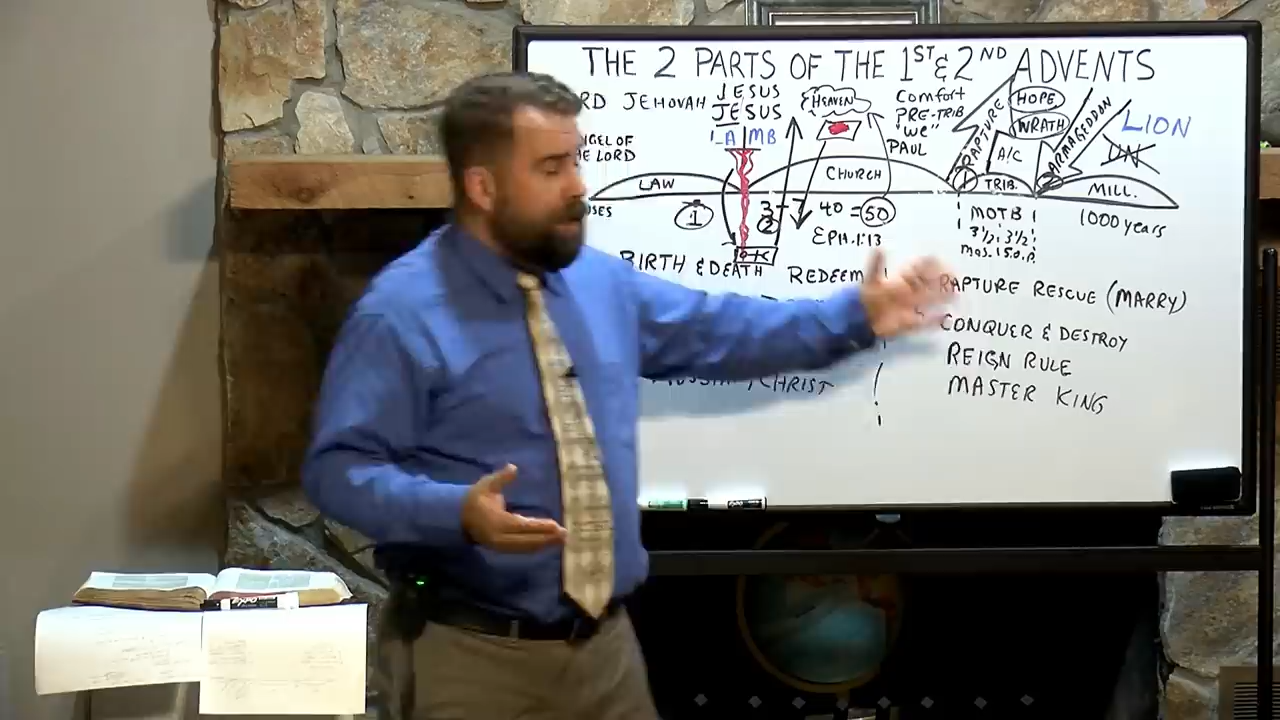 THE 2 PARTS OF THE 1ST & 2ND ADVENTS
RD JEHOVAH
JESUS
JESUS
HEAVEN
Comfort
PRE-TRIB
"WE"
PAUL
RAPTURE
HOPE
WRATH
ARMAGEDDON
LION
GEL OF
E LORD
A MB
A/C
LAW
CHURCH
TRIB.
MILL.
1
3-7
2
40 = 50
EPH. 1:13
MOTB
3½ 3½
1000 years
BIRTH & DEATH
REDEEM
RAPTURE RESCUE (MARRY)
CONQUER & DESTROY
REIGN RULE
CHRIST
MASTER KING